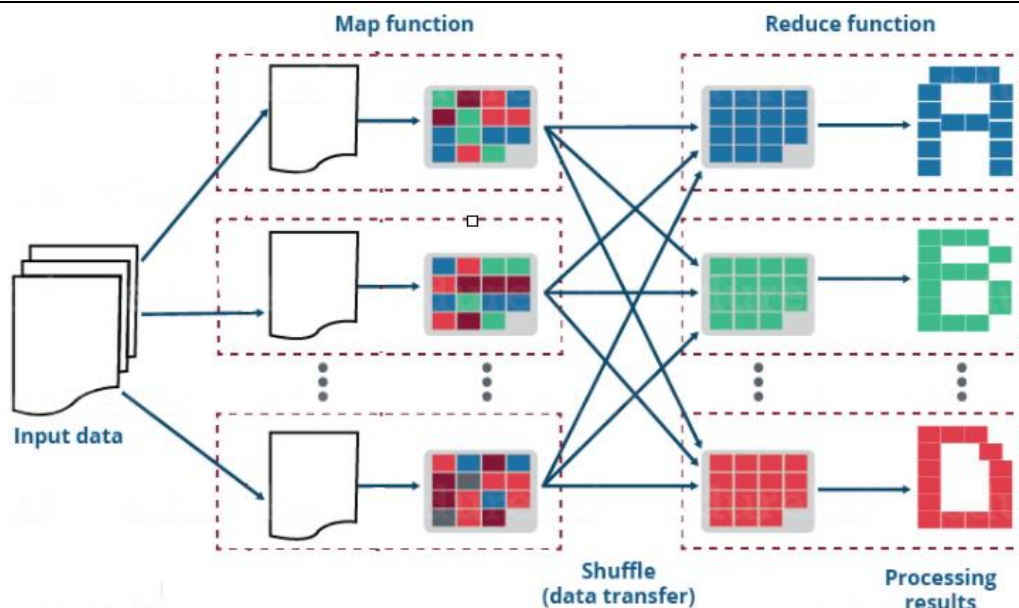 Map function
Reduce function
Input data
Shuffle
(data transfer)
Processing
results